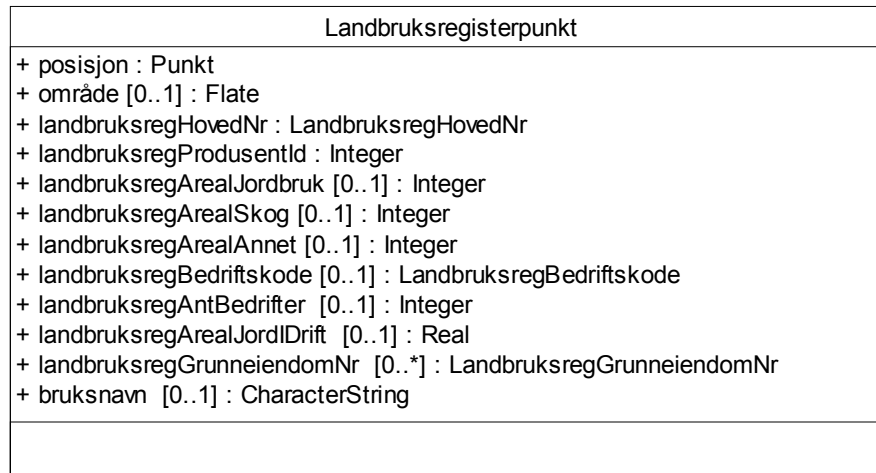 Landbruksregisterpunkt
+ posisjon : Punkt
+ område [0..1] : Flate
+ landbruksregHovedNr : LandbruksregHovedNr
+ landbruksregProdusentId : Integer
+ landbruksregArealJordbruk [0..1] : Integer
+ landbruksregArealSkog [0..1] : Integer
+ landbruksregArealAnnet [0..1] : Integer
+ landbruksregBedriftskode [0..1] : LandbruksregBedriftskode
+ landbruksregAntBedrifter [0..1] : Integer
+ landbruksregArealJordIDrift [0..1] : Real
+ landbruksregGrunneiendomNr [0..*] : LandbruksregGrunneiendomNr
+ bruksnavn [0..1] : CharacterString